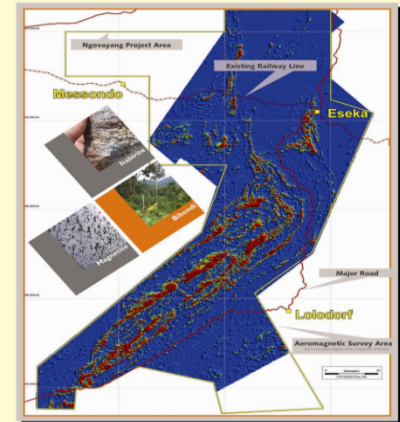 Ngovayang Project Area
Existing Railway Line
Messondo
Eseka
Itabirite
Bibondi
Magnetite
Major Road
Lolodorf
Aeromagnetic Survey Area